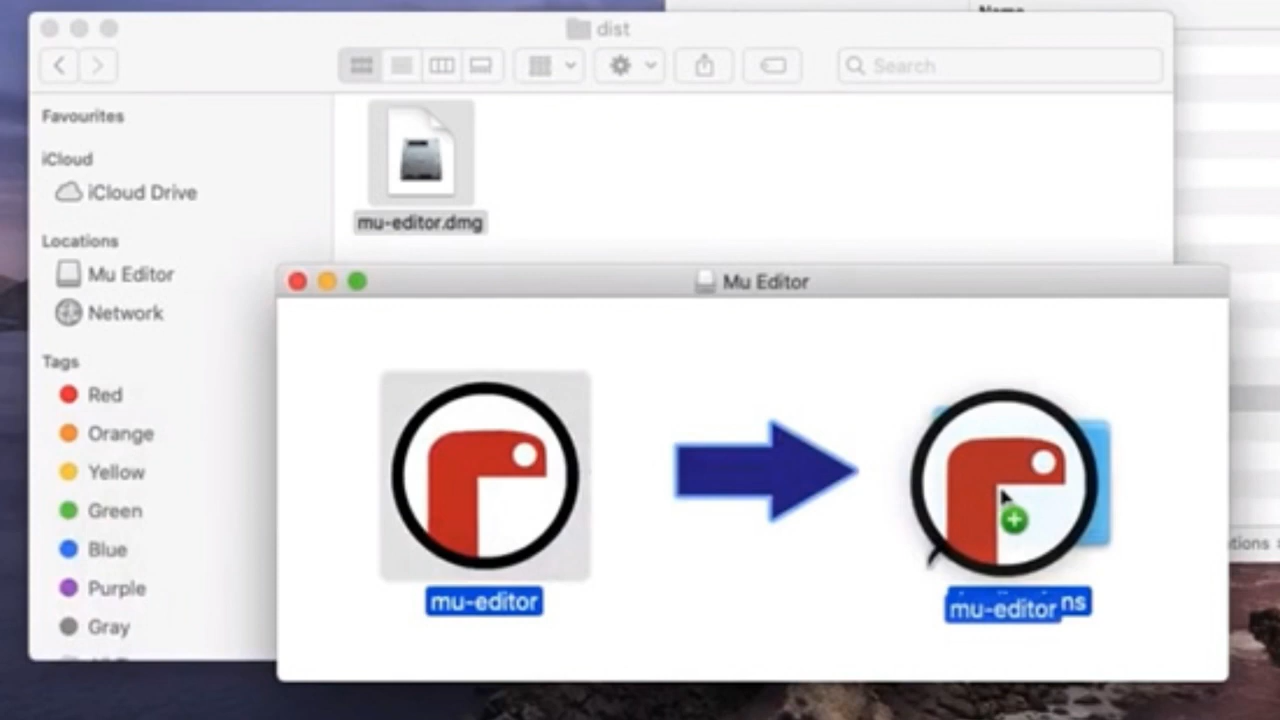 Name
dist
Search
Favourites
iCloud
iCloud Drive
Locations
Mu Editor
Network
Tags
Red
Orange
Yellow
Green
Blue
Purple
Gray
mu-editor.dmg
Mu Editor
mu-editor
mu-editor